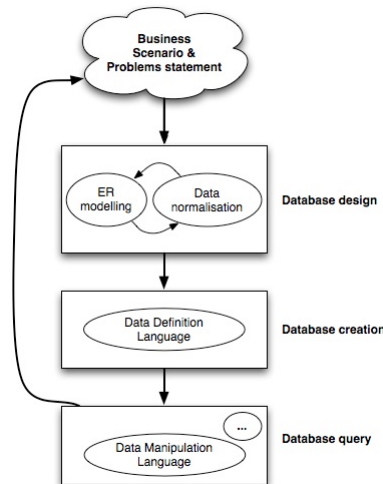 Business
Scenario &
Problems statement
ER
modelling
Data
normalisation
Database design
Data Definition
Language
Database creation
...
Data Manipulation
Language
Database query